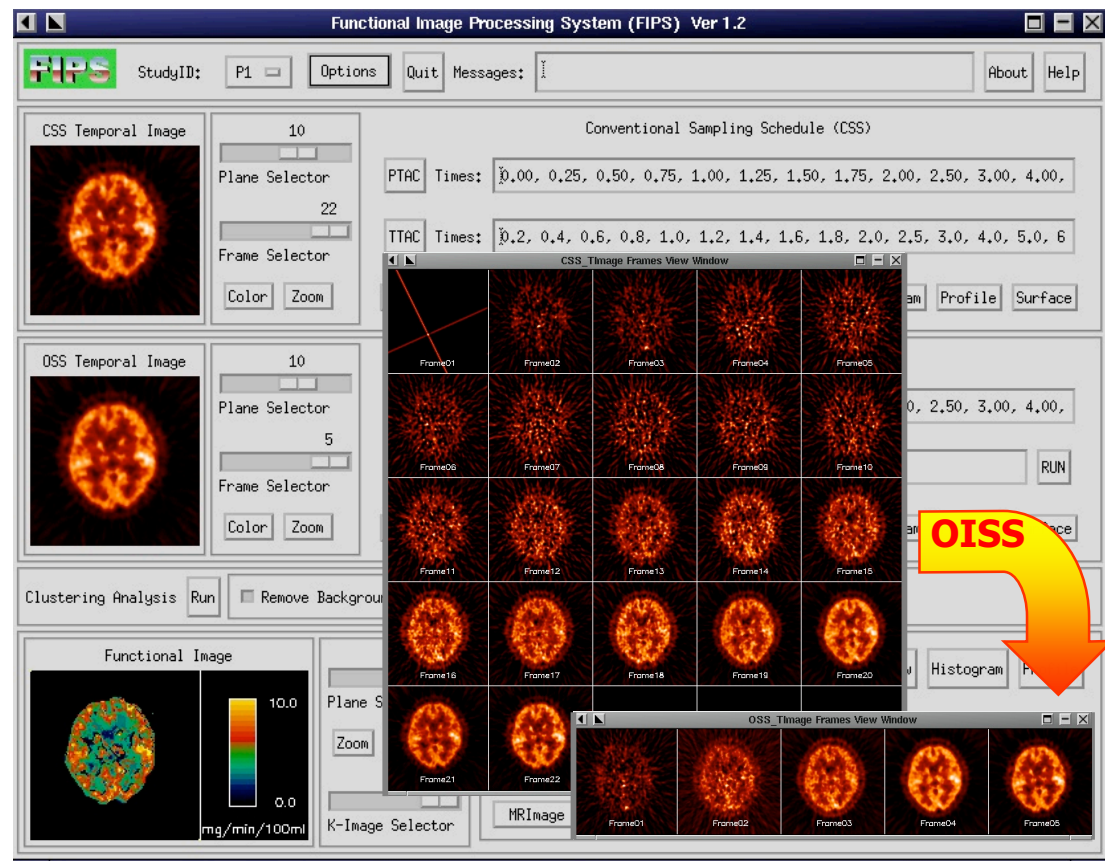 Functional Image Processing System (FIPS) Ver 1.2
FIPS StudyID: P1 Options Quit Messages: About Help
CSS Temporal Image
10
Plane Selector
22
Frame Selector
Color Zoom
Conventional Sampling Schedule (CSS)
PTAC Times: 0.00, 0.25, 0.50, 0.75, 1.00, 1.25, 1.50, 1.75, 2.00, 2.50, 3.00, 4.00,
TTAC Times: 0.2, 0.4, 0.6, 0.8, 1.0, 1.2, 1.4, 1.6, 1.8, 2.0, 2.5, 3.0, 4.0, 5.0, 6
am Profile Surface
CSS_TImage Frames View Window
Frame01 Frame02 Frame03 Frame04 Frame05
Frame06 Frame07 Frame08 Frame09 Frame10
Frame11 Frame12 Frame13 Frame14 Frame15
Frame16 Frame17 Frame18 Frame19 Frame20
Frame21 Frame22
OSS Temporal Image
10
Plane Selector
5
Frame Selector
Color Zoom
0, 2.50, 3.00, 4.00,
RUN
OISS
ace
Clustering Analysis Run Remove Backgrou
Functional Image
10.0
0.0
mg/min/100ml
Plane S
Zoom
K-Image Selector
MRImage
Histogram
OSS_TImage Frames View Window
Frame01 Frame02 Frame03 Frame04 Frame05